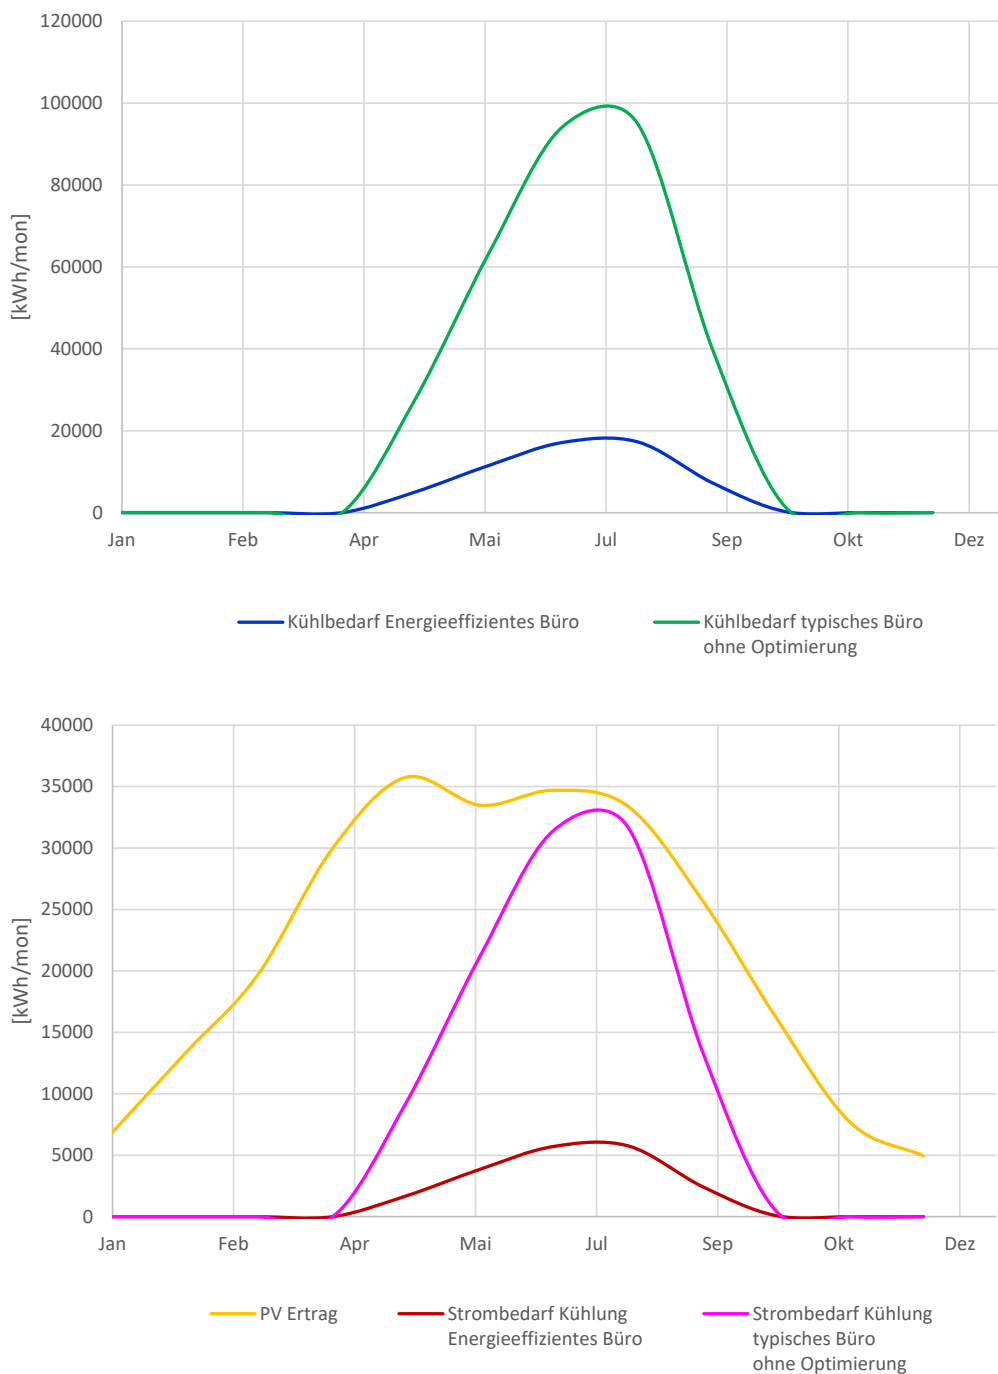 120000
100000
80000
60000
40000
20000
0
[kWh/mon]
Jan Feb Apr Mai Jul Sep Okt Dez
Kühlbedarf Energieeffizientes Büro
Kühlbedarf typisches Büro
ohne Optimierung
40000
35000
30000
25000
20000
15000
10000
5000
0
[kWh/mon]
Jan Feb Apr Mai Jul Sep Okt Dez
PV Ertrag
Strombedarf Kühlung
Energieeffizientes Büro
Strombedarf Kühlung
typisches Büro
ohne Optimierung